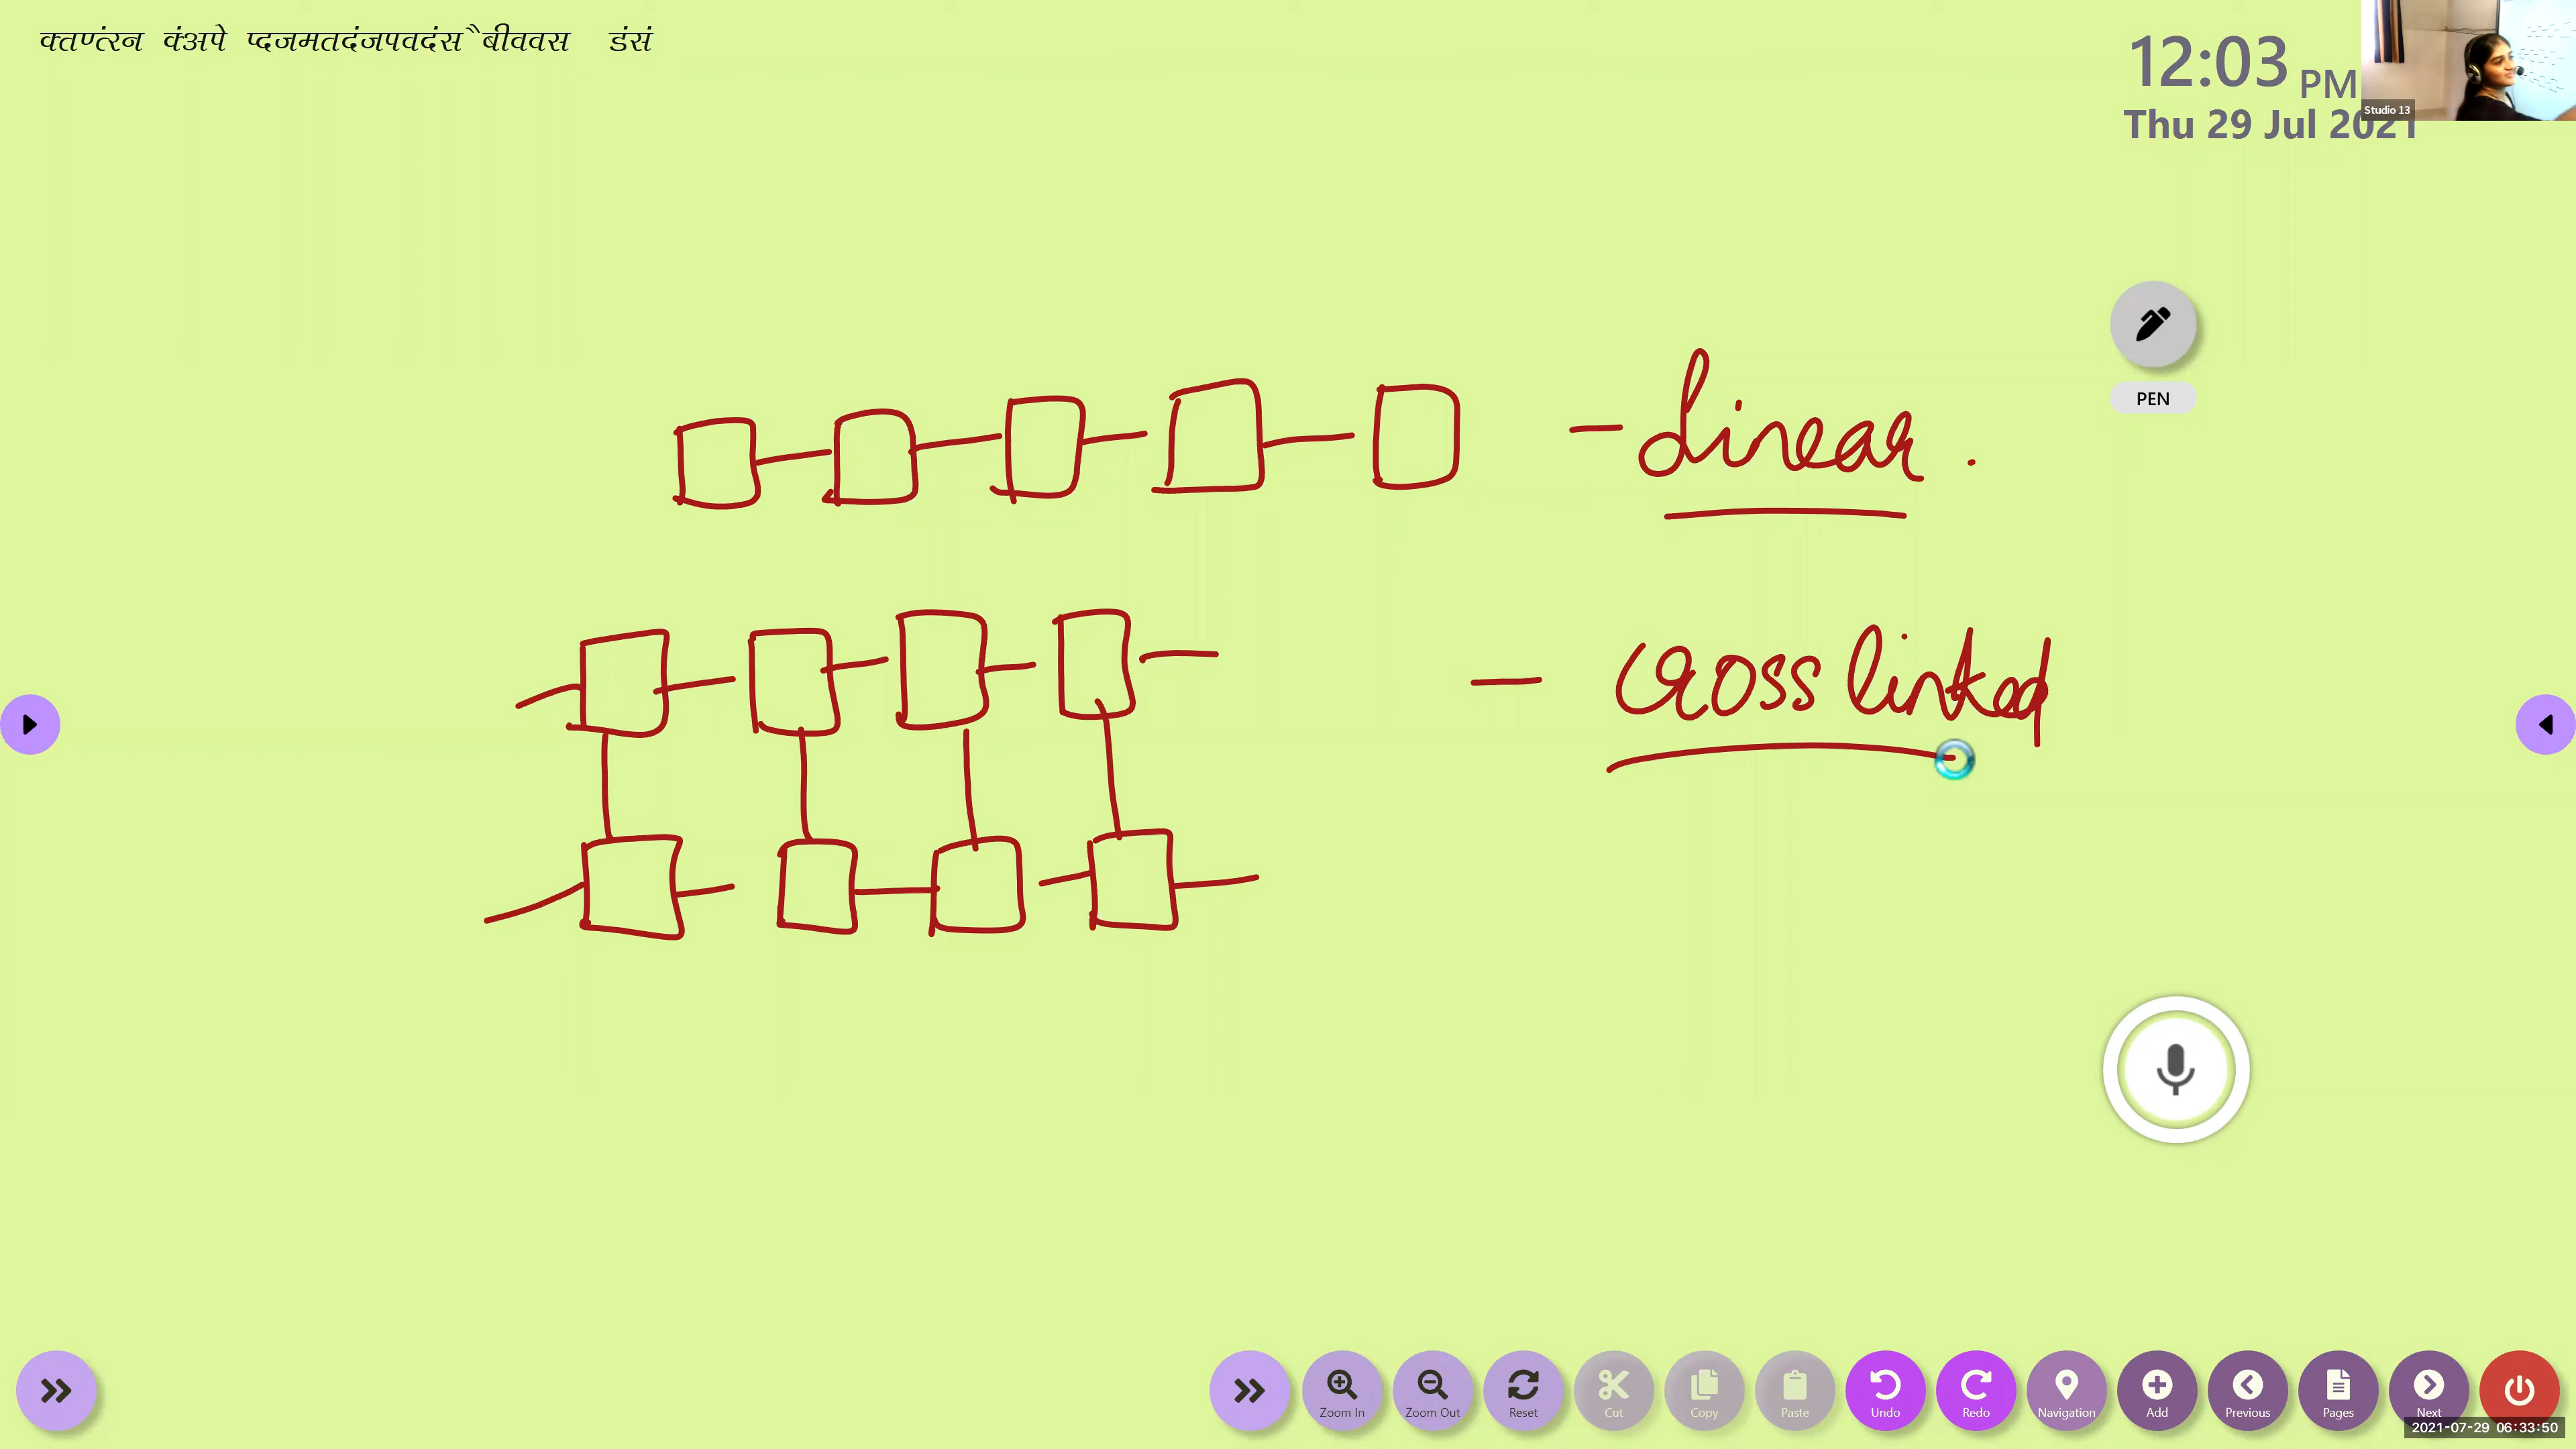 क्तण्ंरन क्ंअपे प्दजमतदंजपवदंस ैबीववस डंसं
12:03 PM
Studio 13
Thu 29 Jul 2021
PEN
- Linear.
- Cross linked
Zoom In Zoom Out Reset Cut Copy Paste Undo Redo Navigation Add Previous Pages Next
2021-07-29 06:33:50